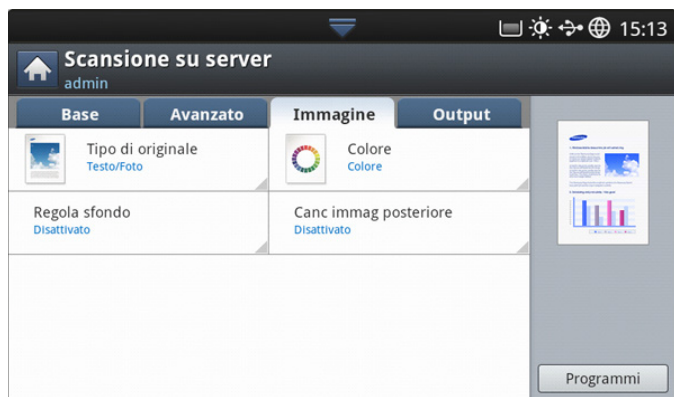 15:13
Scansione su server
admin
Base Avanzato Immagine Output
Tipo di originale
Testo/Foto
Colore
Colore
Regola sfondo
Disattivato
Canc immag posteriore
Disattivato
Programmi